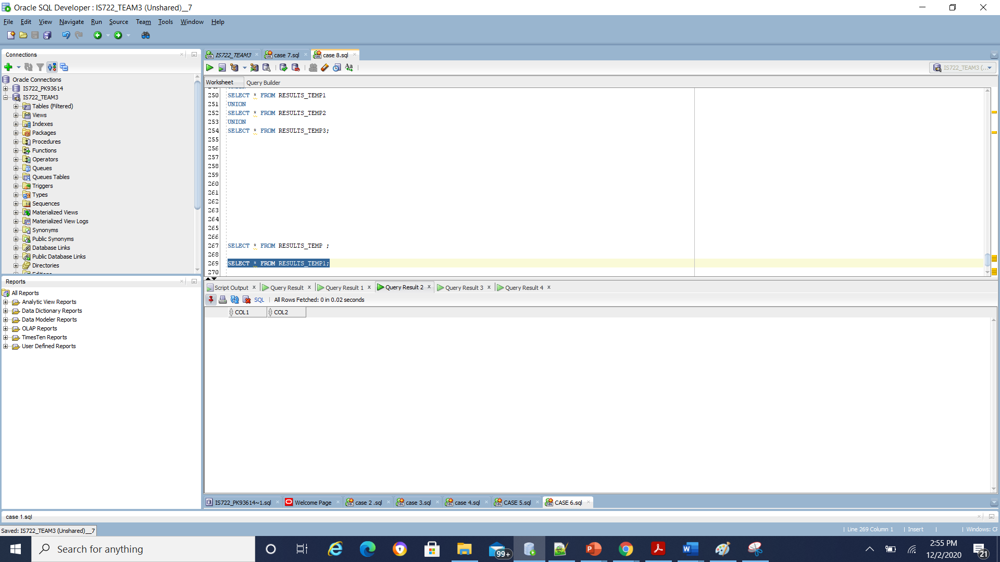 Oracle SQL Developer : IS722_TEAM3 (Unshared)__7
File Edit View Navigate Run Source Team Tools Window Help
Connections
Oracle Connections
IS722_PK93614
IS722_TEAM3
Tables (Filtered)
Views
Indexes
Packages
Procedures
Functions
Operators
Queues
Queues Tables
Triggers
Types
Sequences
Materialized Views
Materialized View Logs
Synonyms
Public Synonyms
Database Links
Public Database Links
Directories
Reports
All Reports
Analytic View Reports
Data Dictionary Reports
Data Modeler Reports
OLAP Reports
TimesTen Reports
User Defined Reports
IS722_TEAM3 case 7.sql case 8.sql
Aa
IS722_TEAM3 (...
Worksheet Query Builder
250 SELECT * FROM RESULTS_TEMP1
251 UNION
252 SELECT * FROM RESULTS_TEMP2
253 UNION
254 SELECT * FROM RESULTS_TEMP3;
255
256
257
258
259
260
261
262
263
264
265
266
267 SELECT * FROM RESULTS_TEMP ;
268
269 SELECT * FROM RESULTS_TEMP1;
270
Script Output Query Result Query Result 1 Query Result 2 Query Result 3 Query Result 4
SQL All Rows Fetched: 0 in 0.02 seconds
COL1 COL2
IS722_PK93614~1.sql Welcome Page case 2 .sql case 3.sql case 4.sql CASE 5.sql CASE 6.sql
case 1.sql
Saved: IS722_TEAM3 (Unshared)__7
Line 269 Column 1 Insert Windows: CF
Search for anything
99+
2:55 PM
12/2/2020
21